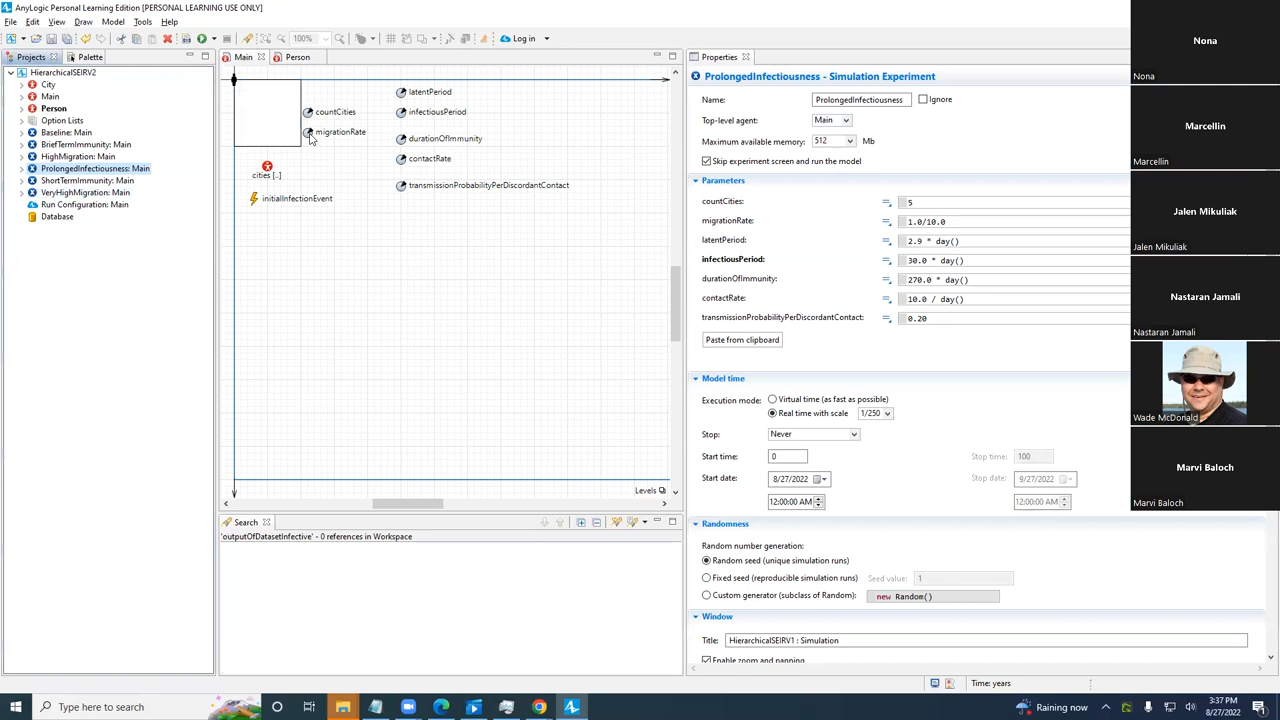 AnyLogic Personal Learning Edition [PERSONAL LEARNING USE ONLY]
File Edit View Draw Model Tools Help
100% Log in
Projects Palette
HierarchicalSEIRV2
City
Main
Person
Option Lists
Baseline: Main
BriefTermImmunity: Main
HighMigration: Main
ProlongedInfectiousness: Main
ShortTermImmunity: Main
VeryHighMigration: Main
Run Configuration: Main
Database
Main Person
countCities
migrationRate
cities [..]
initialInfectionEvent
latentPeriod
infectiousPeriod
durationOfImmunity
contactRate
transmissionProbabilityPerDiscordantContact
Levels
Search
'outputOfDatasetInfective' - 0 references in Workspace
Properties
ProlongedInfectiousness - Simulation Experiment
Name: ProlongedInfectiousness Ignore
Top-level agent: Main
Maximum available memory: 512 Mb
Skip experiment screen and run the model
Parameters
countCities: 5
migrationRate: 1.0/10.0
latentPeriod: 2.9 * day()
infectiousPeriod: 30.0 * day()
durationOfImmunity: 270.0 * day()
contactRate: 10.0 / day()
transmissionProbabilityPerDiscordantContact: 0.20
Paste from clipboard
Model time
Execution mode: Virtual time (as fast as possible)
Real time with scale 1/250
Stop: Never
Start time: 0 Stop time: 100
Start date: 8/27/2022 Stop date: 9/27/2022
12:00:00 AM 12:00:00 AM
Randomness
Random number generation:
Random seed (unique simulation runs)
Fixed seed (reproducible simulation runs) Seed value: 1
Custom generator (subclass of Random): new Random()
Window
Title: HierarchicalSEIRV1 : Simulation
Enable zoom and panning
Time: years
Nona
Nona
Marcellin
Marcellin
Jalen Mikuliak
Jalen Mikuliak
Nastaran Jamali
Nastaran Jamali
Wade McDonald
Marvi Baloch
Marvi Baloch
Type here to search
Raining now
3:37 PM
8/27/2022